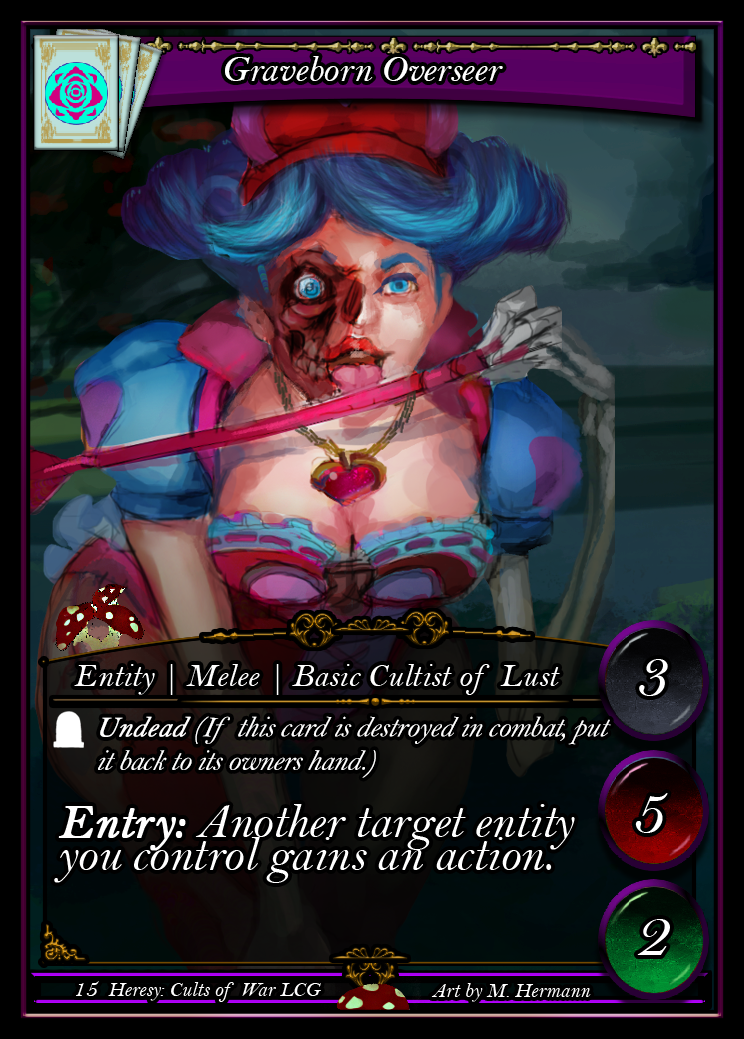 Graveborn Overseer
Entity | Melee | Basic Cultist of Lust
3
Undead (If this card is destroyed in combat, put
it back to its owners hand.)
5
Entry: Another target entity
you control gains an action.
2
15 Heresy: Cults of War LCG
Art by M. Hermann